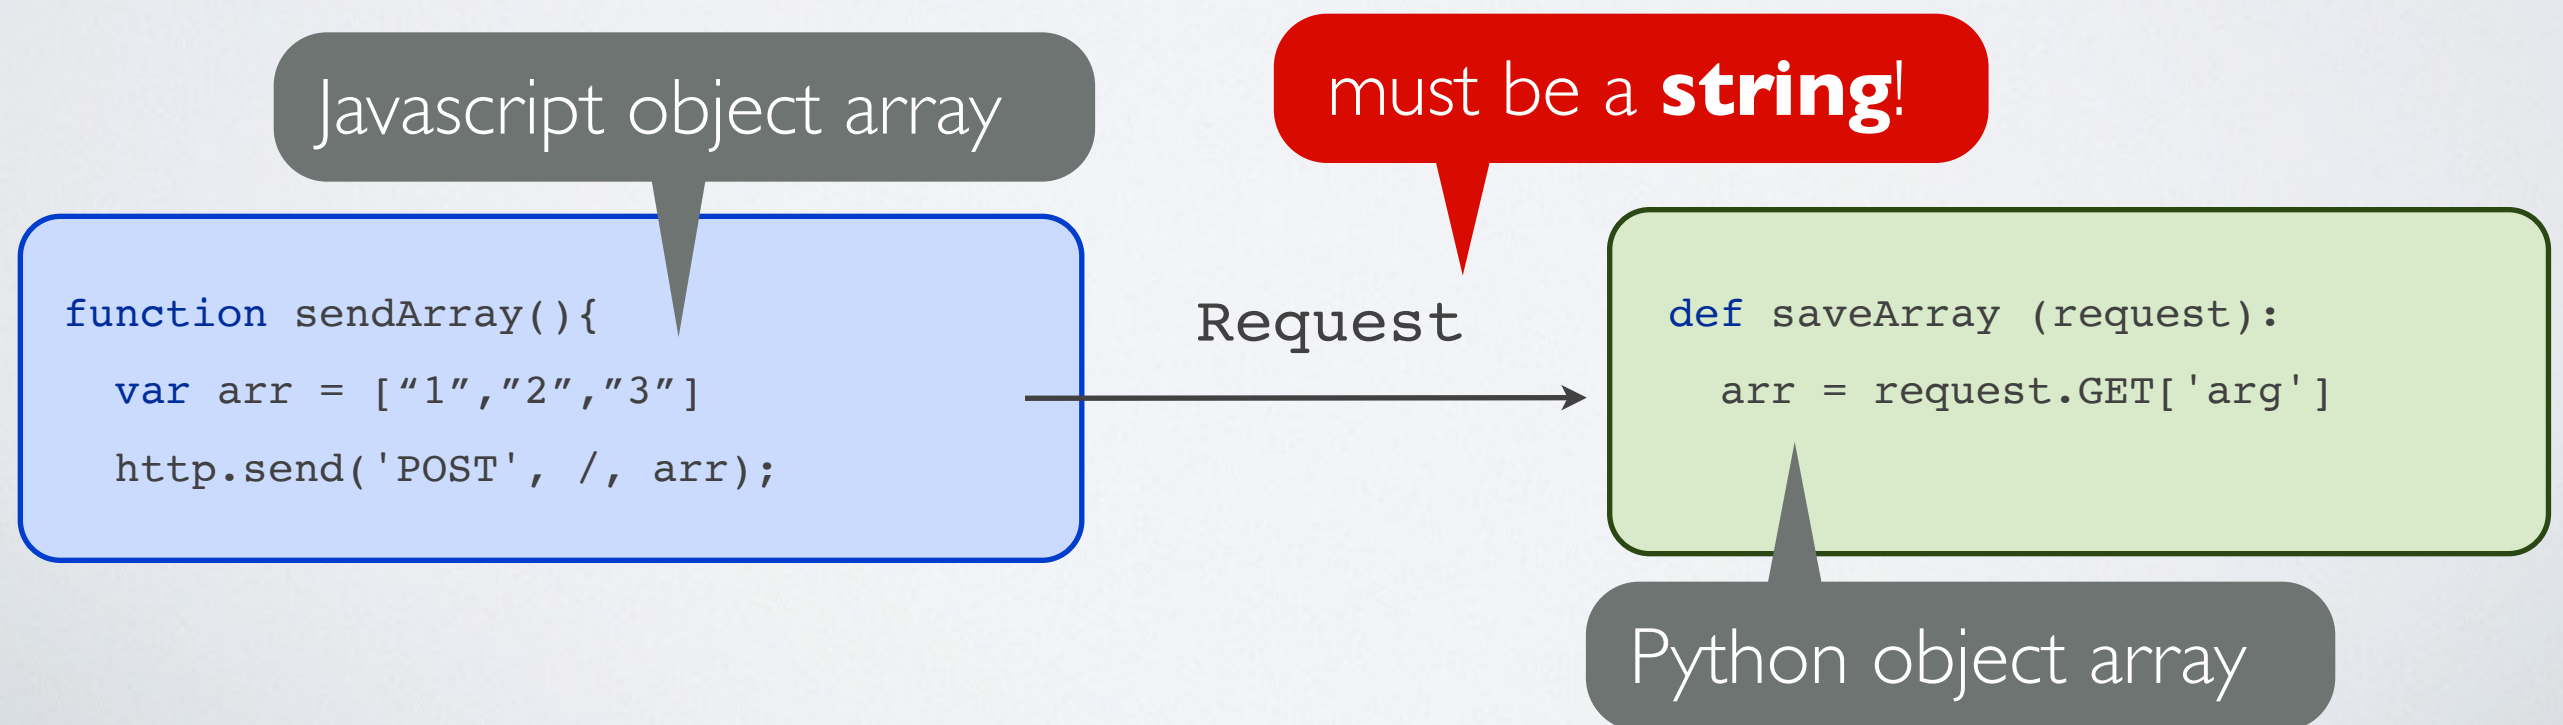 Javascript object array
must be a string!
function sendArray(){
var arr = [“1”,”2”,”3”]
http.send('POST', /, arr);
Request
def saveArray (request):
arr = request.GET['arg']
Python object array